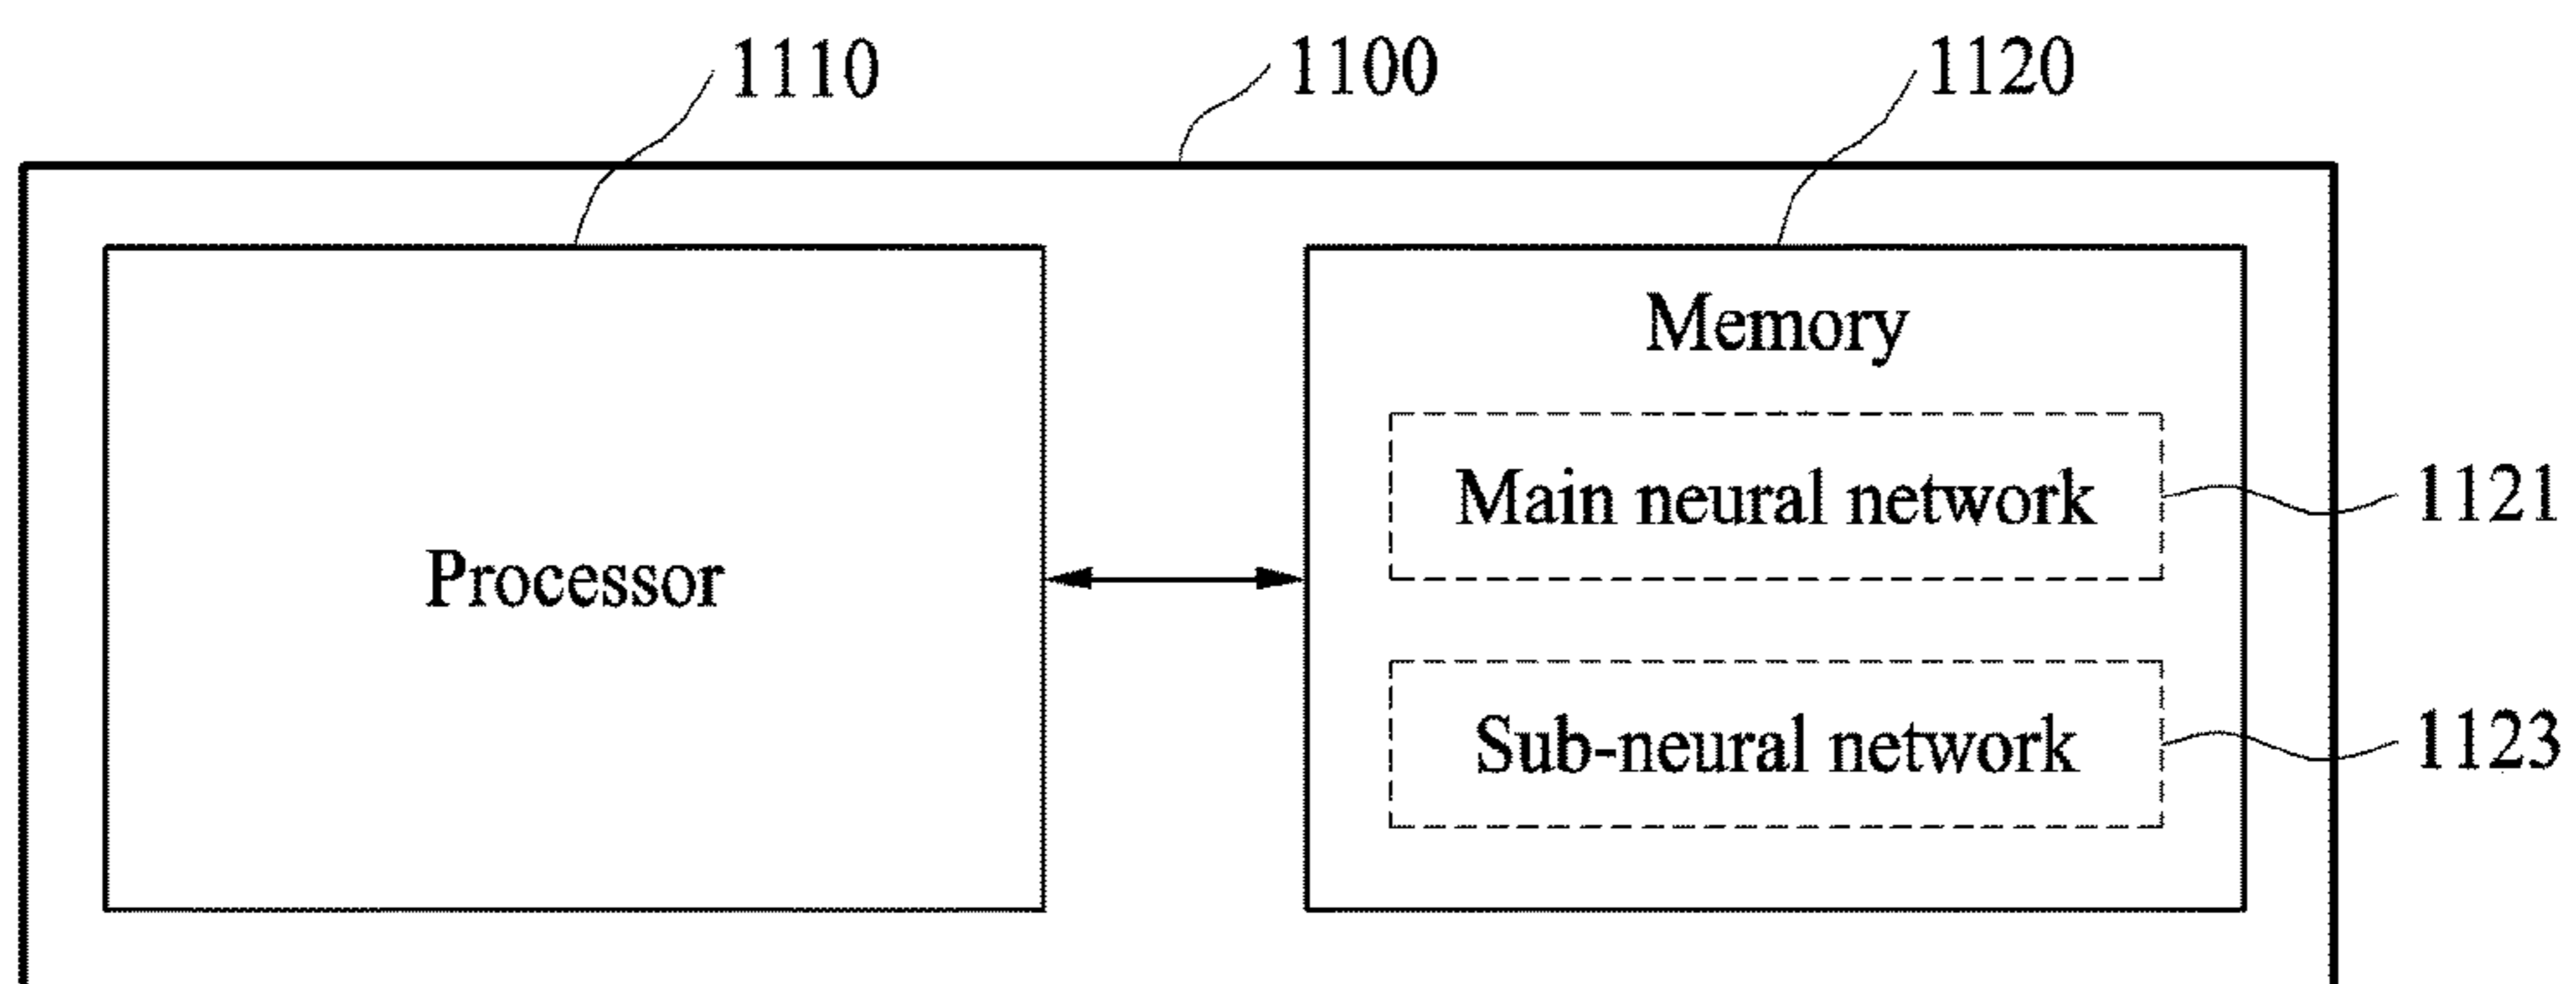 1110
1100
1120
Memory
Main neural network
1121
Processor
Sub-neural network
1123